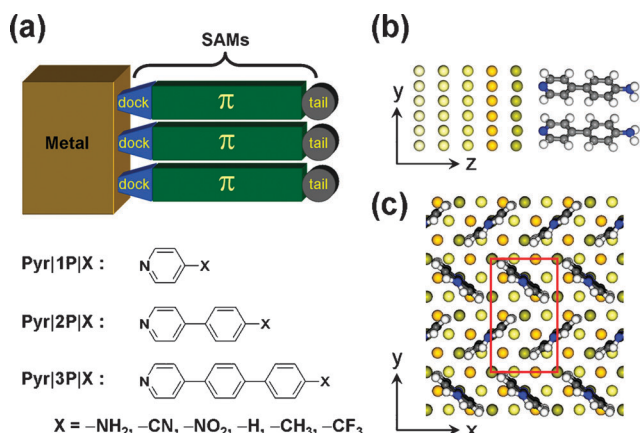 (a)
SAMs
Metal
dock π tail
dock π tail
dock π tail
Pyr|1P|X :
N X
Pyr|2P|X :
N X
Pyr|3P|X :
N X
X = –NH₂, –CN, –NO₂, –H, –CH₃, –CF₃
(b)
y
z
(c)
y
x